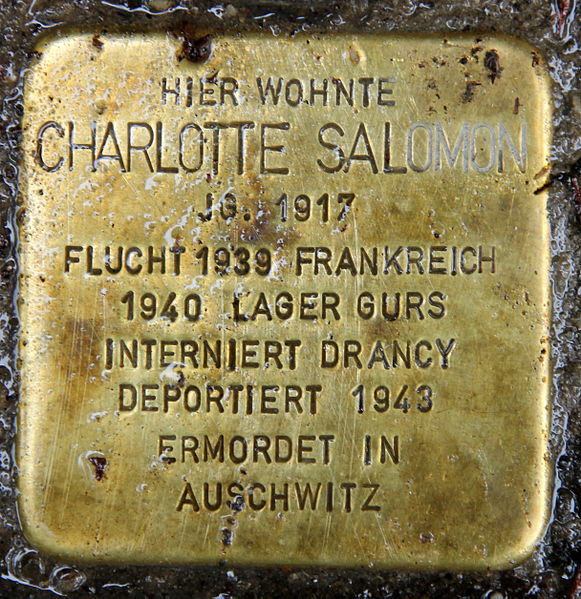 HIER WOHNTE
CHARLOTTE SALOMON
JG. 1917
FLUCHT 1939 FRANKREICH
1940 LAGER GURS
INTERNIERT DRANCY
DEPORTIERT 1943
ERMORDET IN
AUSCHWITZ